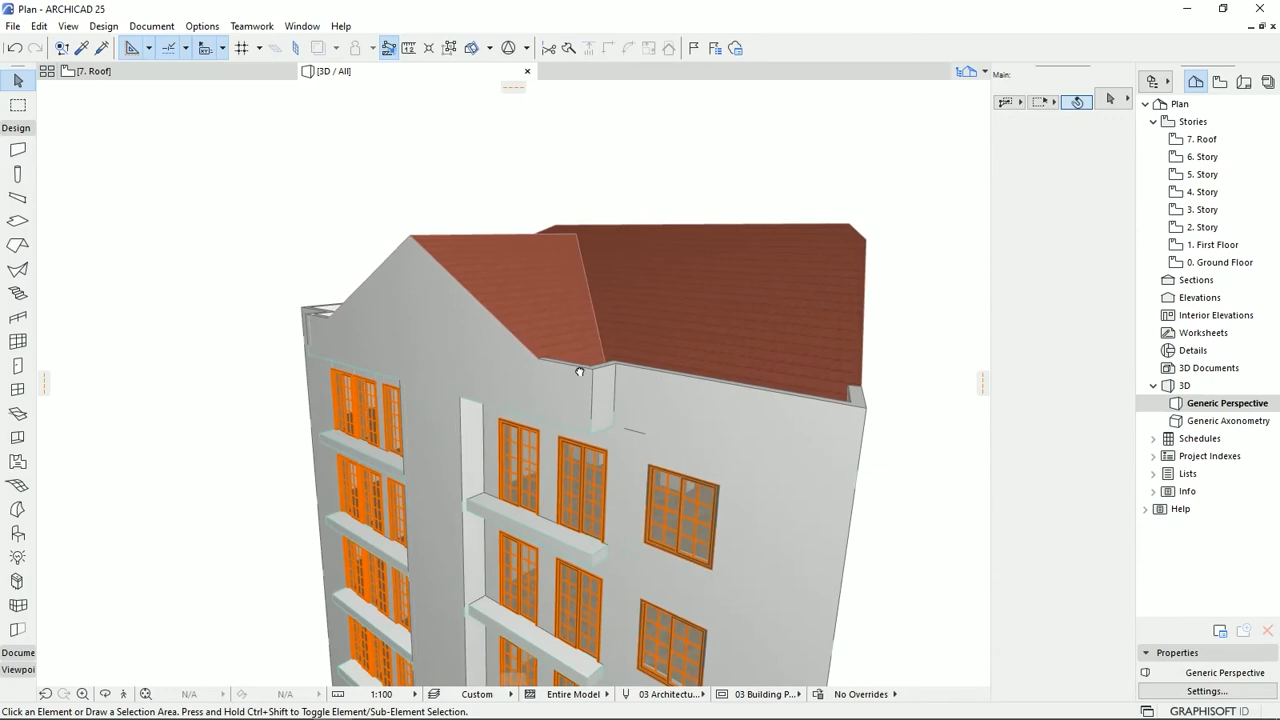 Plan - ARCHICAD 25
File Edit View Design Document Options Teamwork Window Help
[7. Roof]
[3D / All]
Main:
Design
Docume
Viewpoi
Plan
Stories
7. Roof
6. Story
5. Story
4. Story
3. Story
2. Story
1. First Floor
0. Ground Floor
Sections
Elevations
Interior Elevations
Worksheets
Details
3D Documents
3D
Generic Perspective
Generic Axonometry
Schedules
Project Indexes
Lists
Info
Help
Properties
Generic Perspective
Settings...
N/A N/A 1:100 Custom Entire Model 03 Architectu... 03 Building P... No Overrides
Click an Element or Draw a Selection Area. Press and Hold Ctrl+Shift to Toggle Element/Sub-Element Selection.
GRAPHISOFT ID